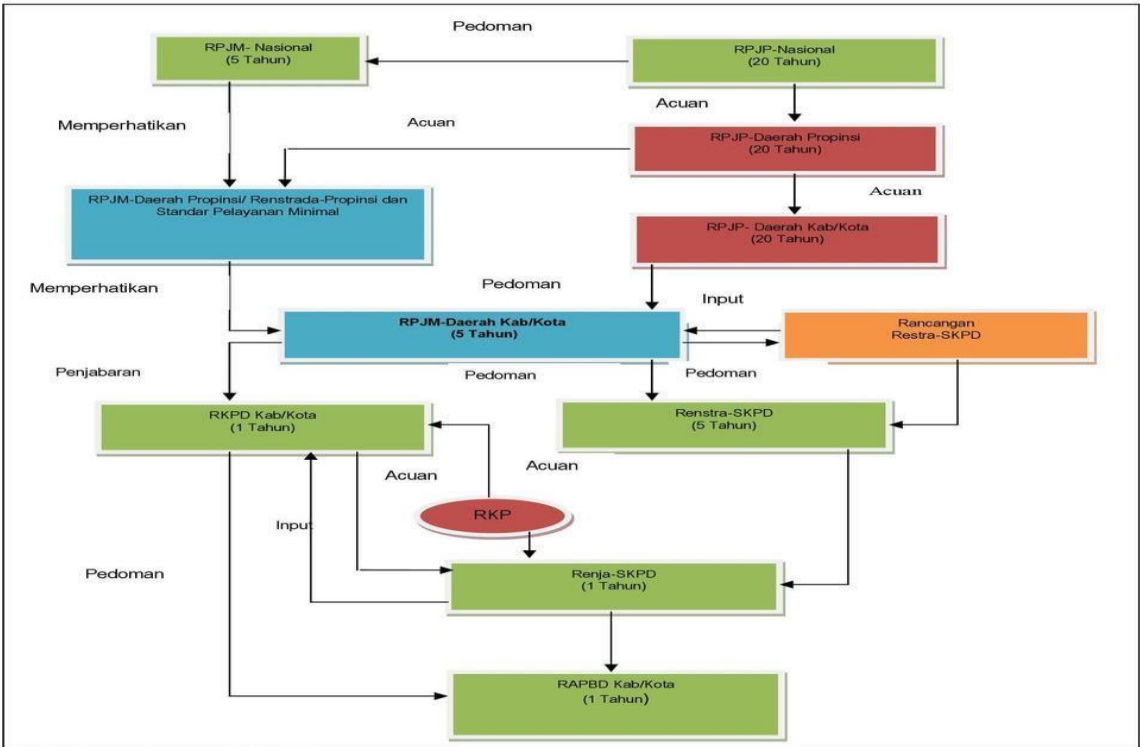 Pedoman
RPJM- Nasional
(5 Tahun)
RPJP-Nasional
(20 Tahun)
Memperhatikan
Acuan
Acuan
RPJP-Daerah Propinsi
(20 Tahun)
RPJM-Daerah Propinsi/ Renstrada-Propinsi dan
Standar Pelayanan Minimal
Acuan
RPJP- Daerah Kab/Kota
(20 Tahun)
Memperhatikan
Pedoman
Input
RPJM-Daerah Kab/Kota
(5 Tahun)
Rancangan
Restra-SKPD
Penjabaran
Pedoman
Pedoman
RKPD Kab/Kota
(1 Tahun)
Renstra-SKPD
(5 Tahun)
Acuan
Acuan
RKP
Input
Pedoman
Renja-SKPD
(1 Tahun)
RAPBD Kab/Kota
(1 Tahun)